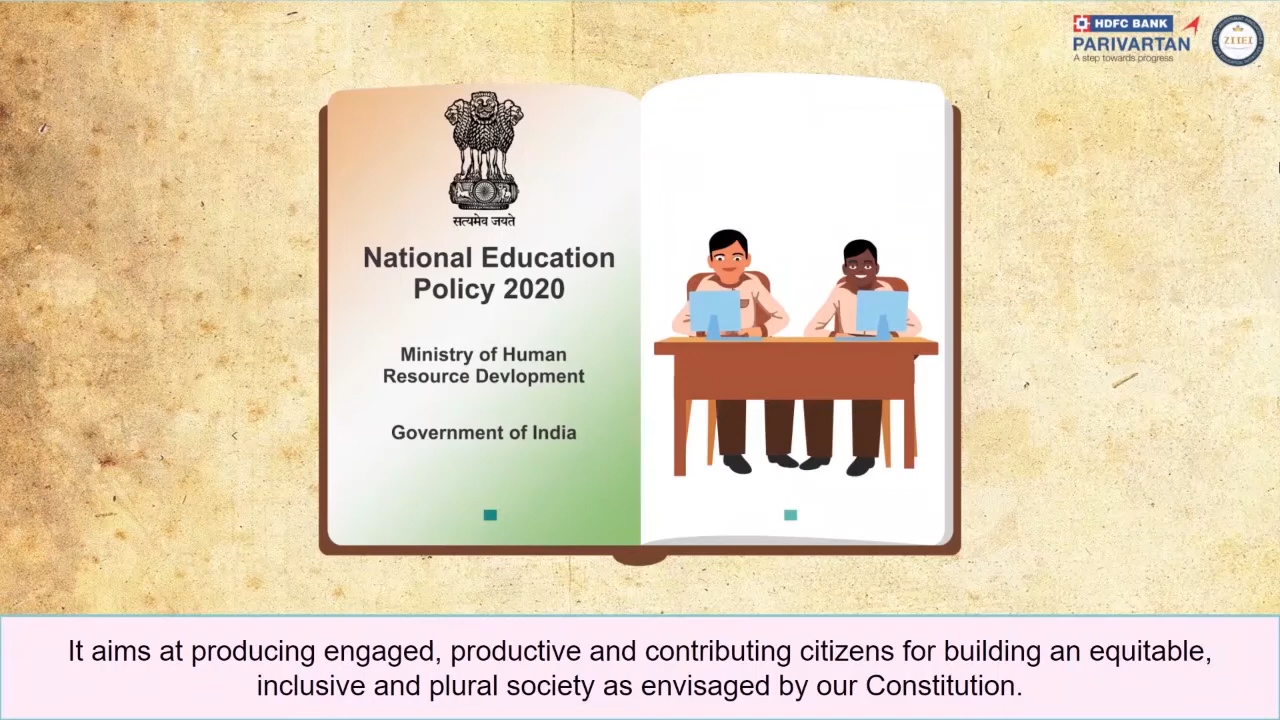 HDFC BANK
PARIVARTAN
A step towards progress
ZIIEI
सत्यमेव जयते
National Education
Policy 2020
Ministry of Human
Resource Devlopment
Government of India
It aims at producing engaged, productive and contributing citizens for building an equitable,
inclusive and plural society as envisaged by our Constitution.